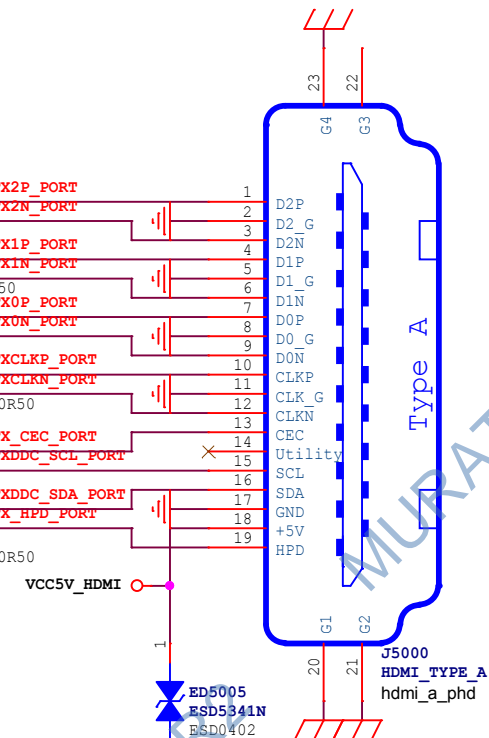 23
22
G4
G3
X2P_PORT
1
D2P
X2N_PORT
2
D2_G
3
D2N
X1P_PORT
4
D1P
X1N_PORT
5
D1_G
50
6
D1N
X0P_PORT
7
D0P
X0N_PORT
8
D0_G
9
D0N
XCLKP_PORT
10
CLKP
XCLKN_PORT
11
CLK_G
0R50
12
CLKN
13
CEC
X_CEC_PORT
14
Utility
XDDC_SCL_PORT
15
SCL
16
SDA
XDDC_SDA_PORT
17
GND
X_HPD_PORT
18
+5V
19
HPD
0R50
Type A
VCC5V_HDMI
1
G1
G2
20
21
J5000
HDMI_TYPE_A
hdmi_a_phd
ED5005
ESD5341N
ESD0402
MURAT